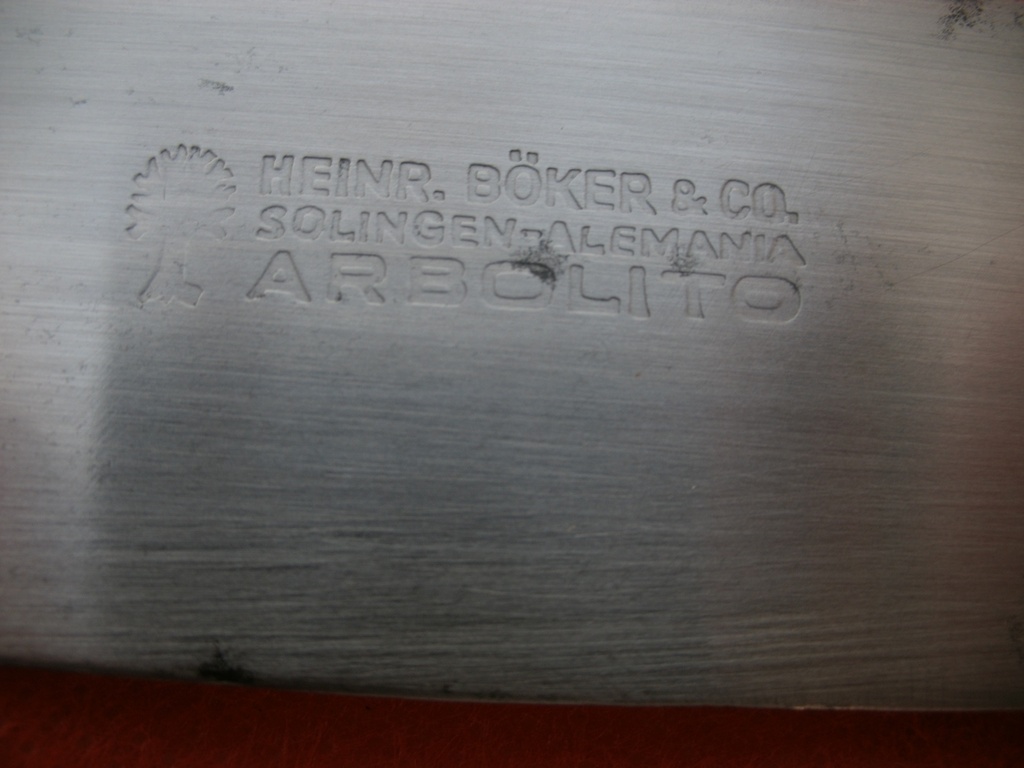 HEINR. BÖKER & CO.
SOLINGEN-ALEMANIA
ARBOLITO